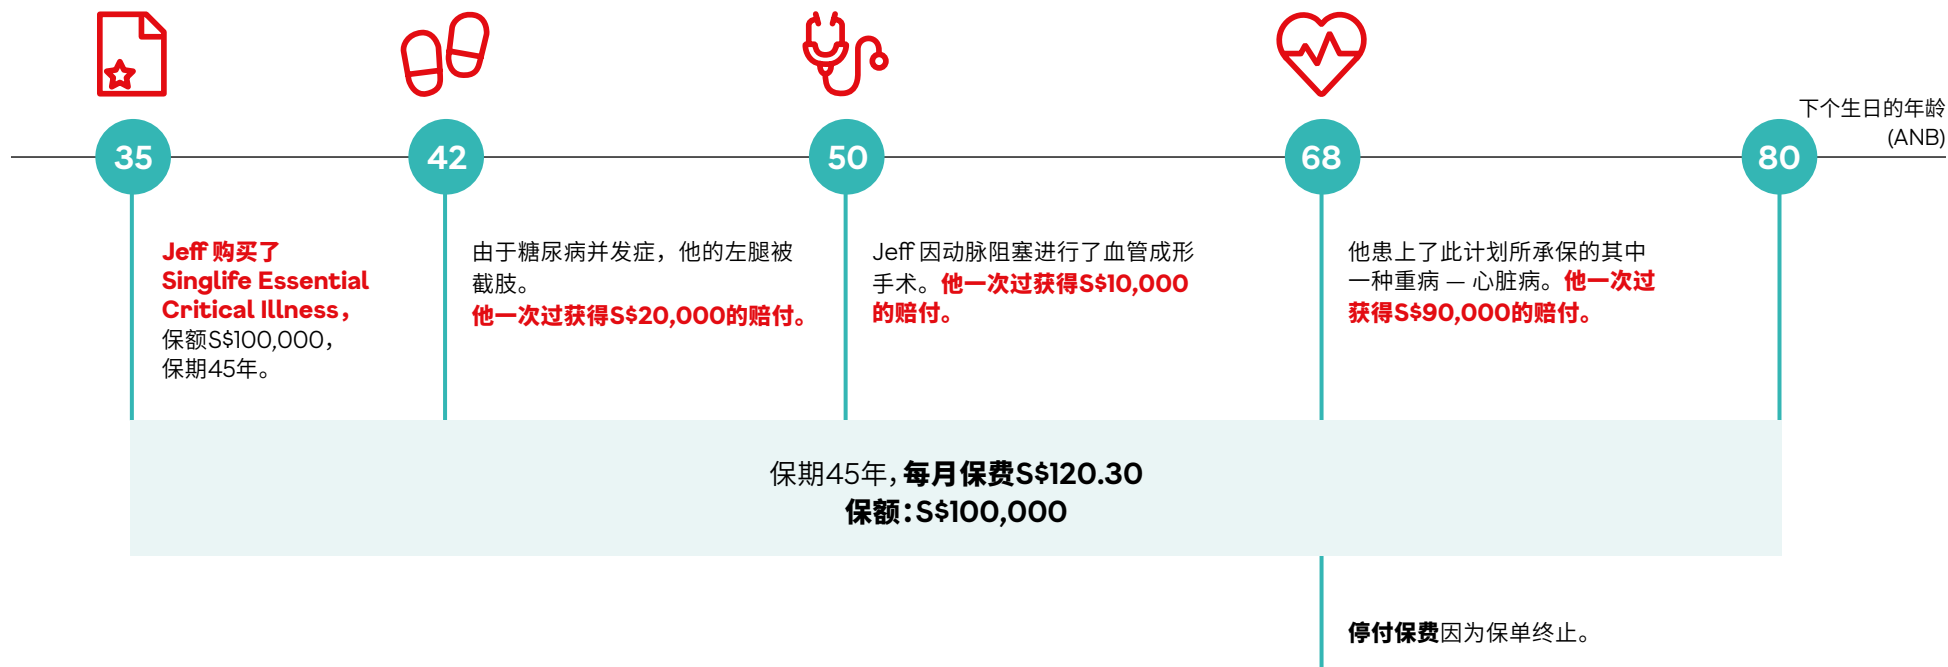 下个生日的年龄
(ANB)
35
42
50
68
80
Jeff 购买了
Singlife Essential
Critical Illness，
保额S$100,000，
保期45年。
由于糖尿病并发症，他的左腿被
截肢。
他一次过获得S$20,000的赔付。
Jeff 因动脉阻塞进行了血管成形
手术。他一次过获得S$10,000
的赔付。
他患上了此计划所承保的其中
一种重病 — 心脏病。他一次过
获得S$90,000的赔付。
保期45年，每月保费S$120.30
保额：S$100,000
停付保费因为保单终止。